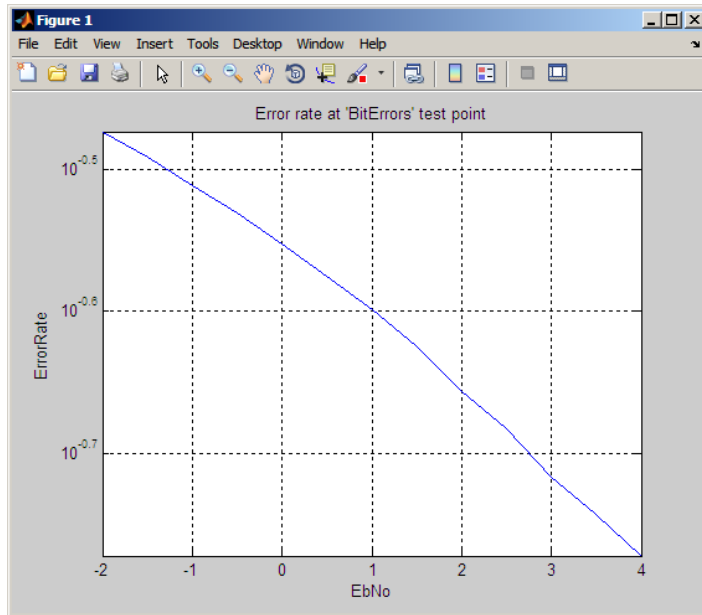 Figure 1
File Edit View Insert Tools Desktop Window Help
Error rate at 'BitErrors' test point
10^-0.5
10^-0.6
10^-0.7
ErrorRate
-2 -1 0 1 2 3 4
EbNo